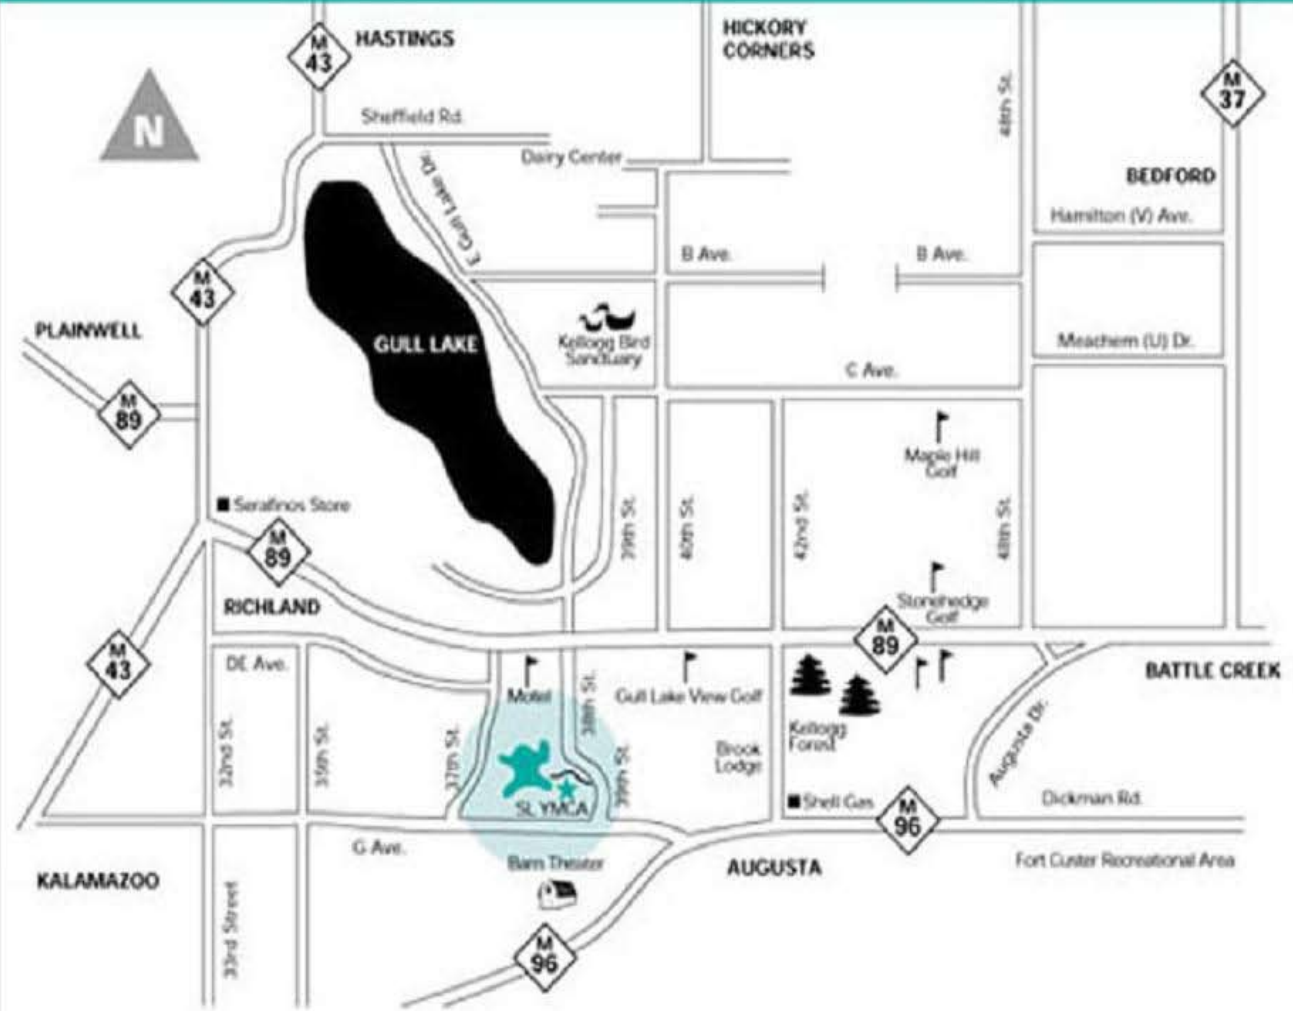 M
43
HASTINGS
HICKORY
CORNERS
48th St.
M
37
N
Sheffield Rd.
Dairy Center
E Gull Lake Dr.
BEDFORD
Hamilton (V) Ave.
B Ave.
B Ave.
M
43
PLAINWELL
GULL LAKE
Kellogg Bird
Sanctuary
Meachem (U) Dr.
C Ave.
M
89
Maple Hill
Golf
Serafinos Store
39th St.
40th St.
42nd St.
48th St.
M
89
RICHLAND
Stonehedge
Golf
M
89
M
43
DE Ave.
Motel
38th St.
Gull Lake View Golf
BATTLE CREEK
32nd St.
35th St.
37th St.
39th St.
Brook
Lodge
Kellogg
Forest
Augusta Dr.
SL YMCA
Shell Gas
M
96
Dickman Rd.
G Ave.
Barn Theater
AUGUSTA
Fort Custer Recreational Area
KALAMAZOO
33rd Street
M
96